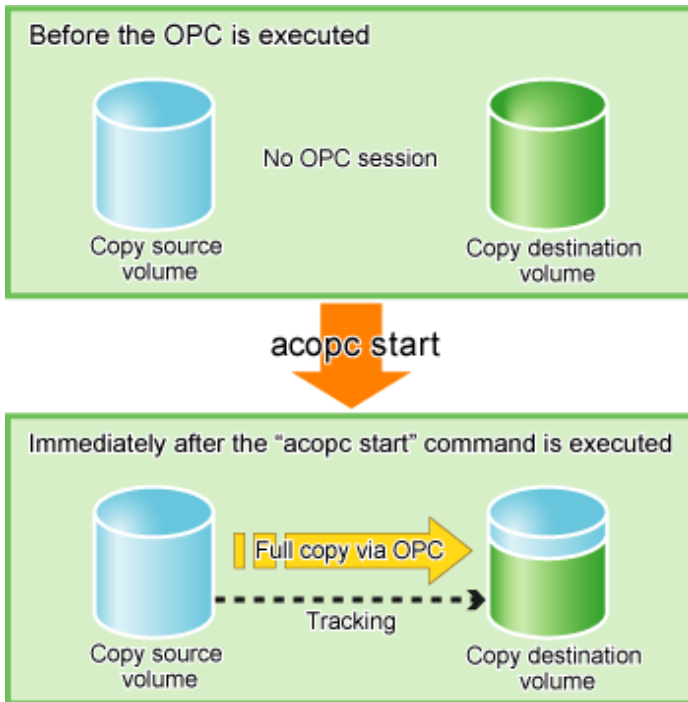 Before the OPC is executed
No OPC session
Copy source
volume
Copy destination
volume
acopc start
Immediately after the “acopc start” command is executed
Full copy via OPC
Tracking
Copy source
volume
Copy destination
volume